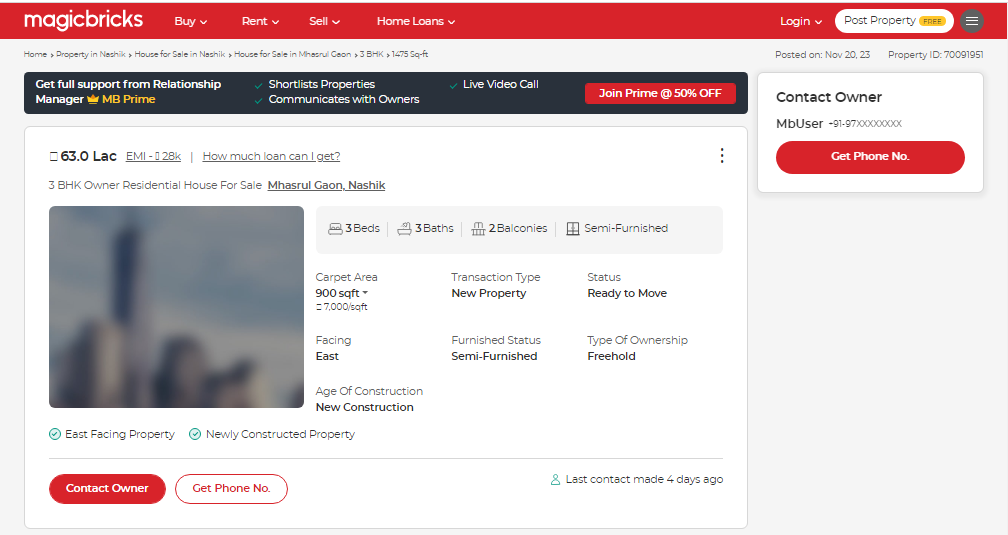 magicbricks
Buy Rent Sell Home Loans Login Post Property FREE
Home > Property in Nashik > House for Sale in Nashik > House for Sale in Mhasrul Gaon > 3 BHK > 1475 Sq-ft
Posted on: Nov 20, 23 Property ID: 70091951
Get full support from Relationship
Manager MB Prime
Shortlists Properties
Communicates with Owners
Live Video Call
Join Prime @ 50% OFF
Contact Owner
MbUser +91-97XXXXXXXX
Get Phone No.
63.0 Lac EMI - 28k | How much loan can I get?
3 BHK Owner Residential House For Sale Mhasrul Gaon, Nashik
3 Beds 3 Baths 2 Balconies Semi-Furnished
Carpet Area
900 sqft
7,000/sqft
Transaction Type
New Property
Status
Ready to Move
Facing
East
Furnished Status
Semi-Furnished
Type Of Ownership
Freehold
Age Of Construction
New Construction
East Facing Property Newly Constructed Property
Contact Owner Get Phone No.
Last contact made 4 days ago